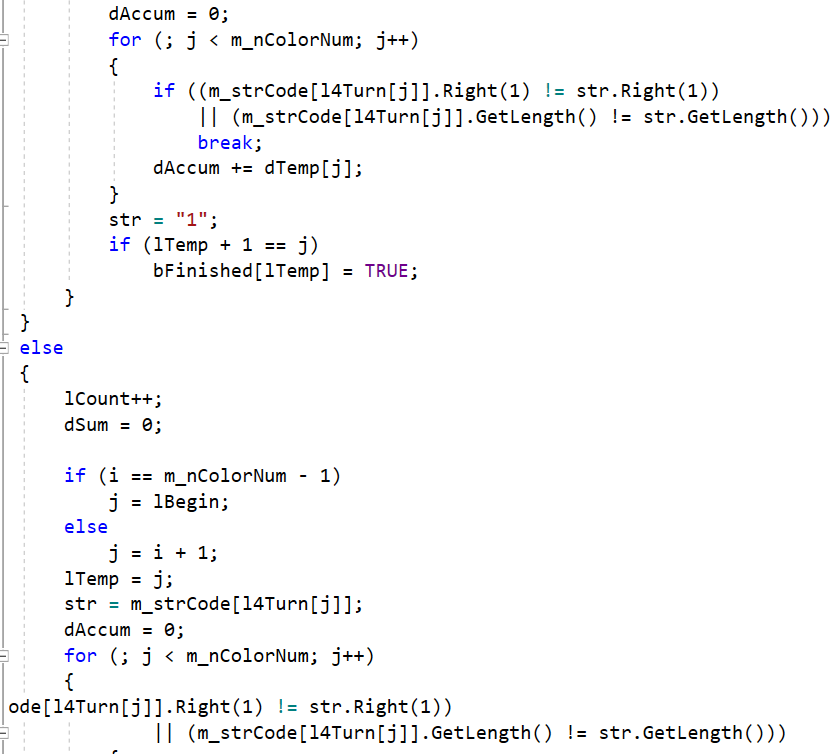 dAccum = 0;
for (; j < m_nColorNum; j++)
{
if ((m_strCode[l4Turn[j]].Right(1) != str.Right(1))
|| (m_strCode[l4Turn[j]].GetLength() != str.GetLength()))
break;
dAccum += dTemp[j];
}
str = "1";
if (lTemp + 1 == j)
bFinished[lTemp] = TRUE;
}
}
else
{
lCount++;
dSum = 0;
if (i == m_nColorNum - 1)
j = lBegin;
else
j = i + 1;
lTemp = j;
str = m_strCode[l4Turn[j]];
dAccum = 0;
for (; j < m_nColorNum; j++)
{
ode[l4Turn[j]].Right(1) != str.Right(1))
|| (m_strCode[l4Turn[j]].GetLength() != str.GetLength()))